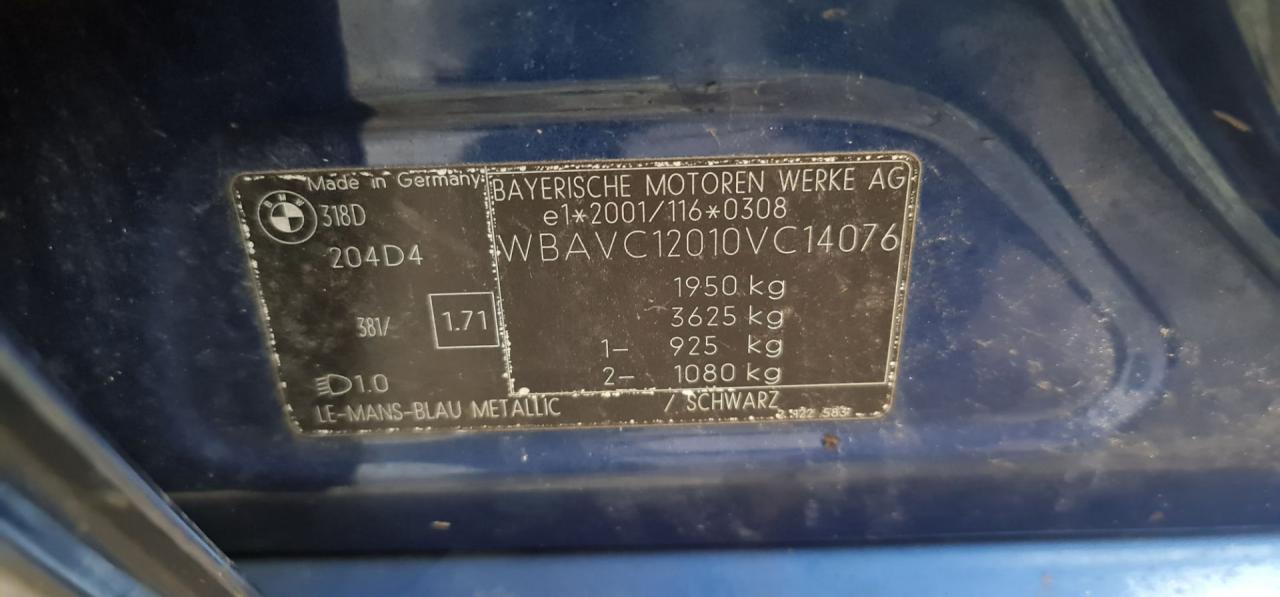 Made in Germany
BMW
318D
204D4
381/
1.71
1.0
LE-MANS-BLAU METALLIC / SCHWARZ
BAYERISCHE MOTOREN WERKE AG
e1*2001/116*0308
WBAVC12010VC14076
1950 kg
3625 kg
1- 925 kg
2- 1080 kg